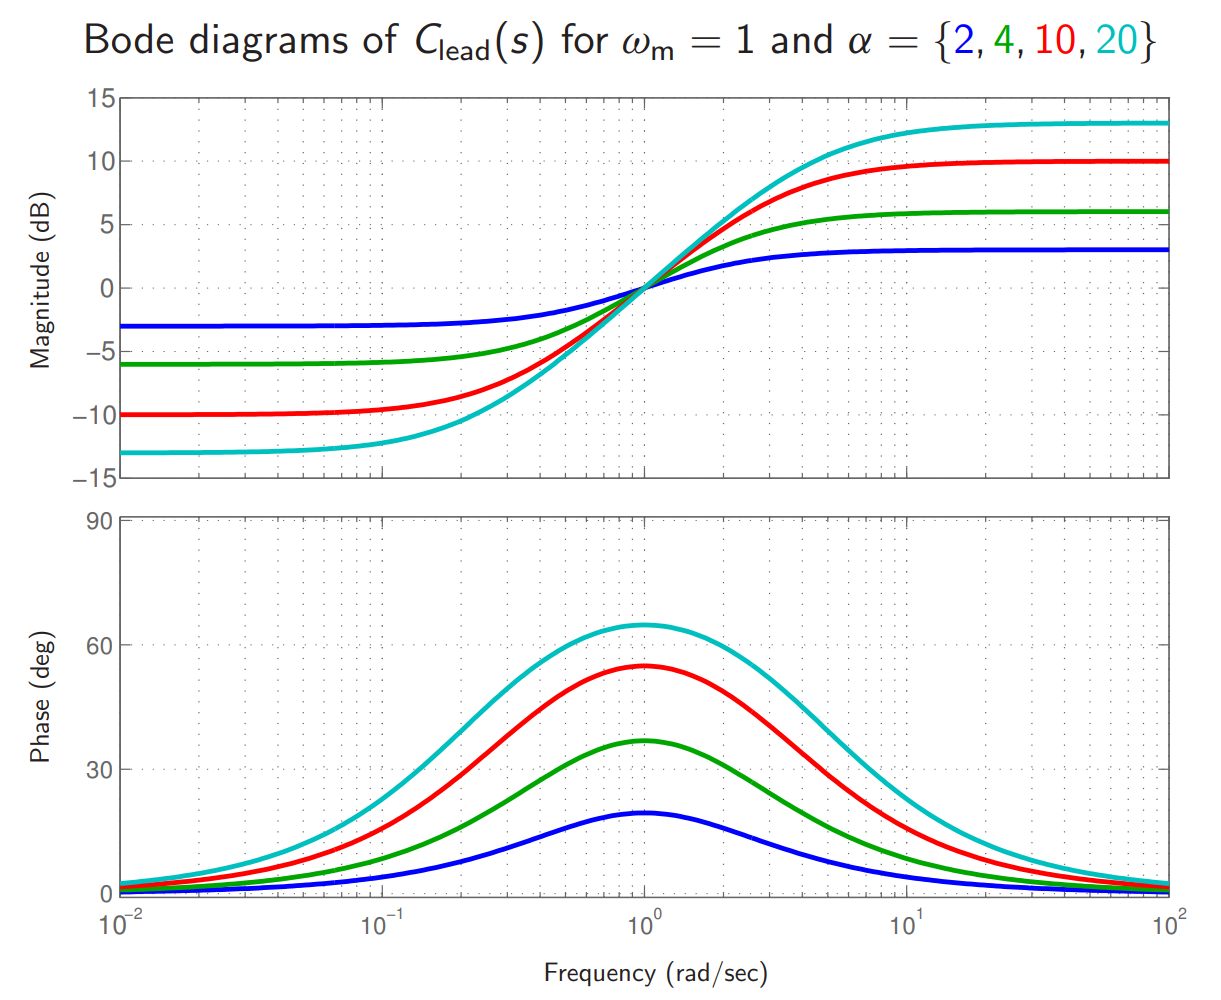 Bode diagrams of C_lead(s) for ω_m = 1 and α = {2, 4, 10, 20}
15
10
5
0
−5
−10
−15
Magnitude (dB)
90
60
30
0
Phase (deg)
10^−2 10^−1 10^0 10^1 10^2
Frequency (rad/sec)